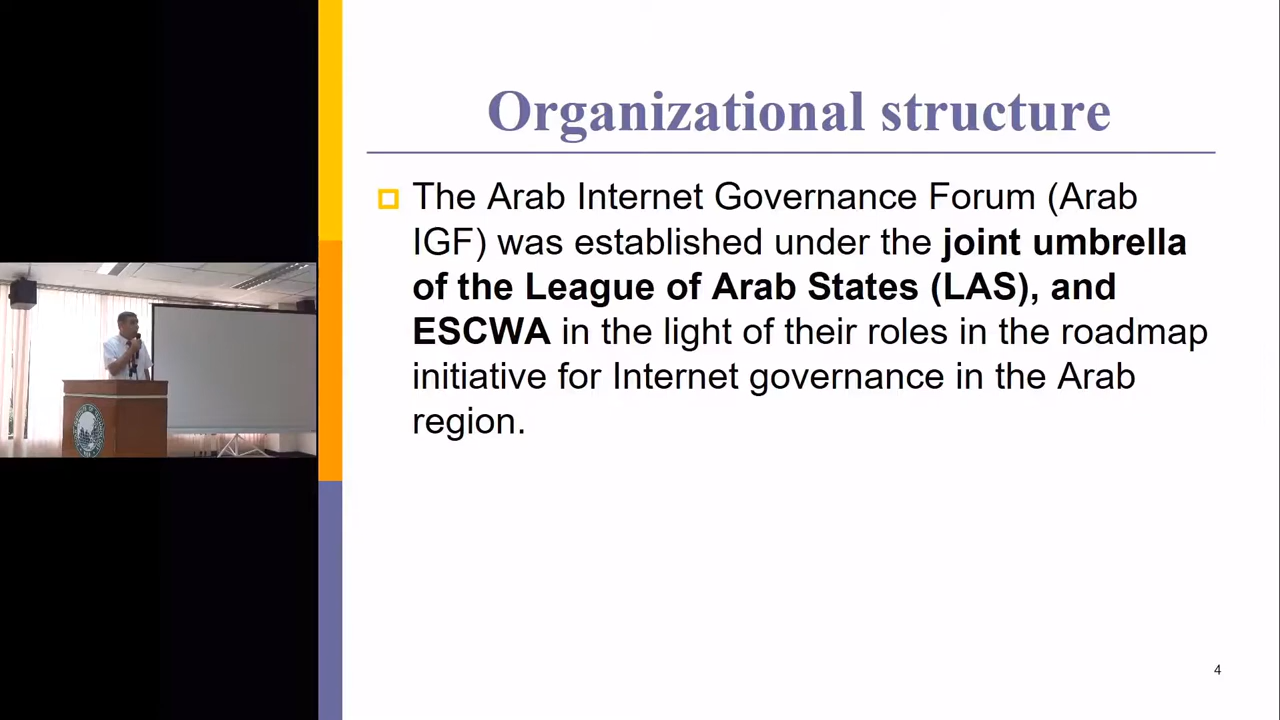 Organizational structure
The Arab Internet Governance Forum (Arab
IGF) was established under the joint umbrella
of the League of Arab States (LAS), and
ESCWA in the light of their roles in the roadmap
initiative for Internet governance in the Arab
region.
4